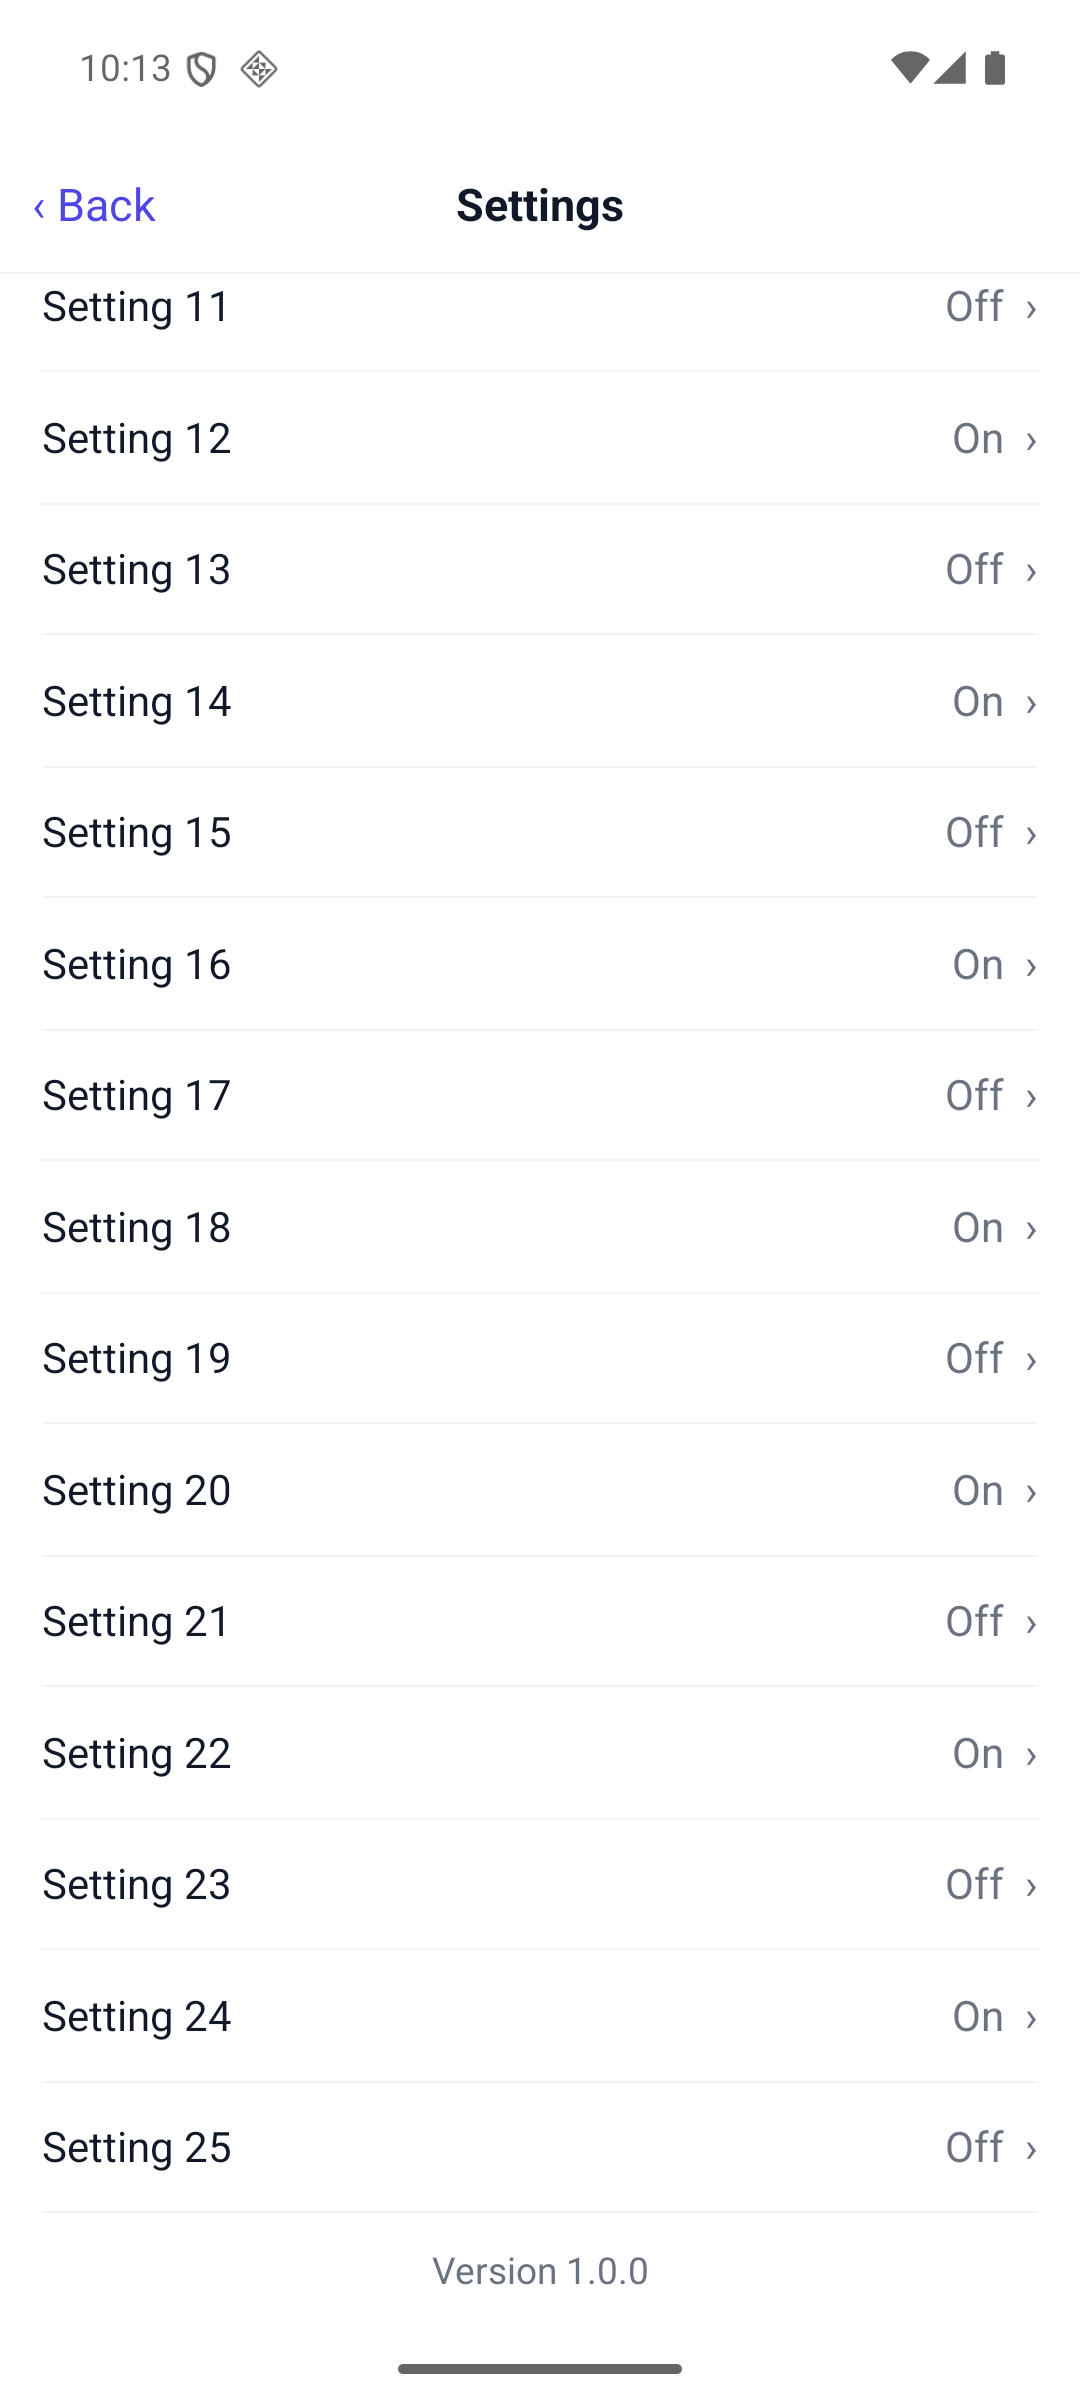 10:13
‹ Back
Settings
Setting 11 Off ›
Setting 12 On ›
Setting 13 Off ›
Setting 14 On ›
Setting 15 Off ›
Setting 16 On ›
Setting 17 Off ›
Setting 18 On ›
Setting 19 Off ›
Setting 20 On ›
Setting 21 Off ›
Setting 22 On ›
Setting 23 Off ›
Setting 24 On ›
Setting 25 Off ›
Version 1.0.0